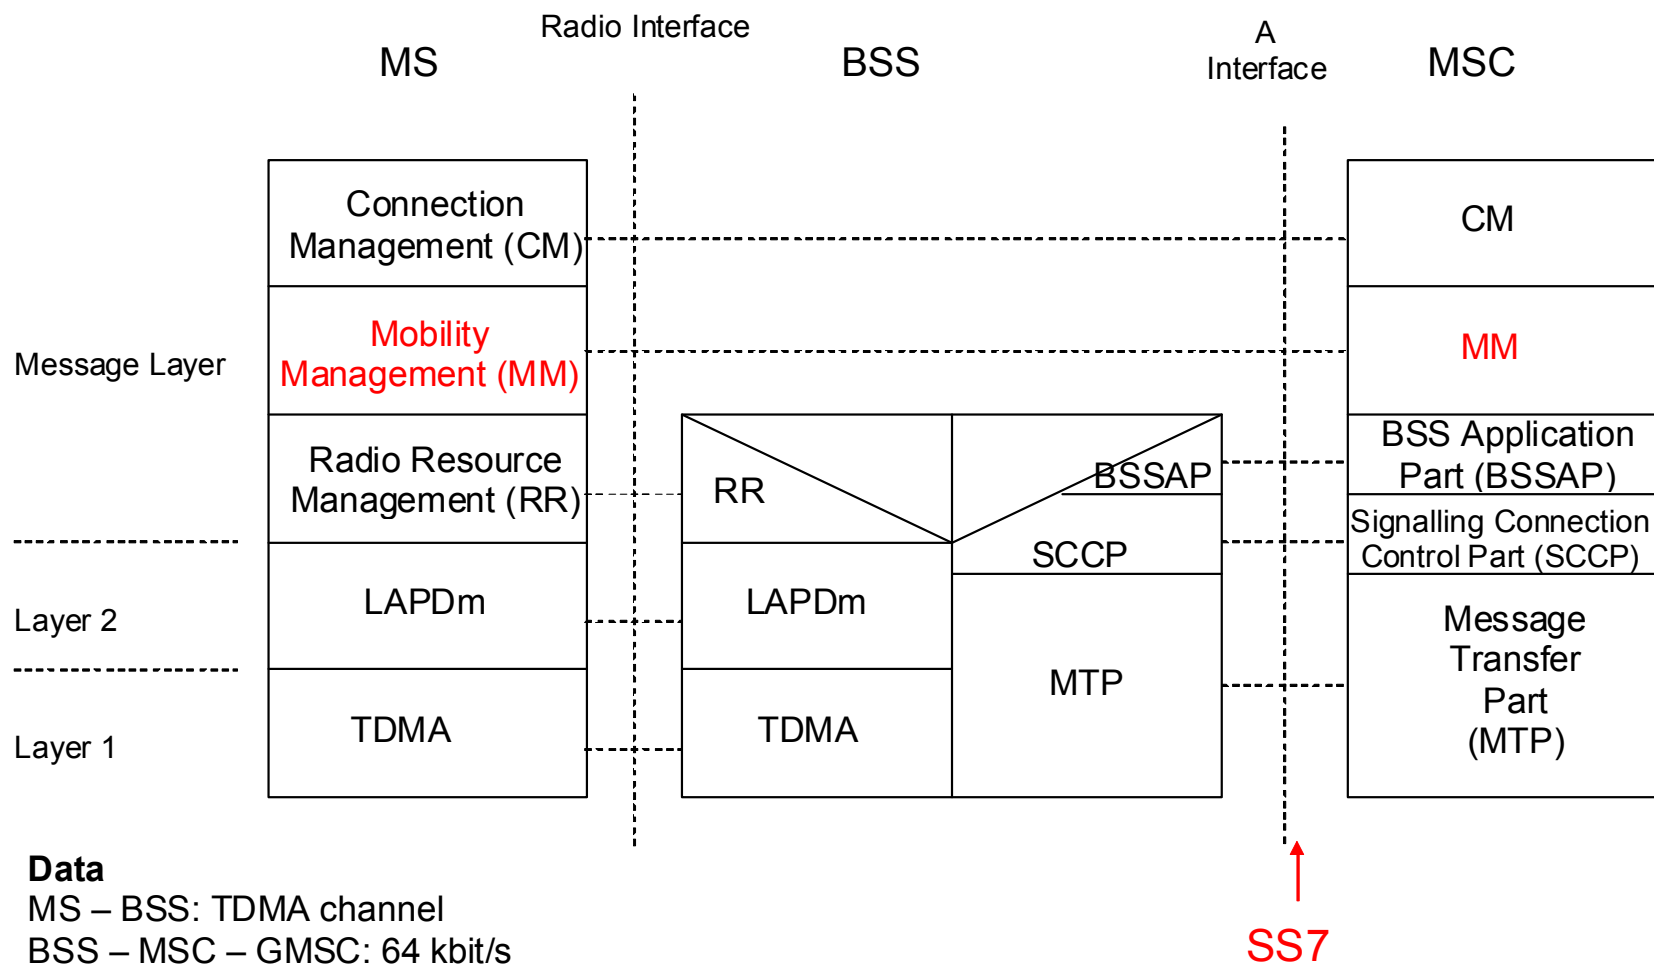 Radio Interface
A
Interface
MS
BSS
MSC
Connection
Management (CM)
CM
Mobility
Management (MM)
MM
Message Layer
Radio Resource
Management (RR)
RR
BSSAP
BSS Application
Part (BSSAP)
SCCP
Signalling Connection
Control Part (SCCP)
Layer 2
LAPDm
LAPDm
MTP
Message
Transfer
Part
(MTP)
Layer 1
TDMA
TDMA
Data
MS – BSS: TDMA channel
BSS – MSC – GMSC: 64 kbit/s
SS7